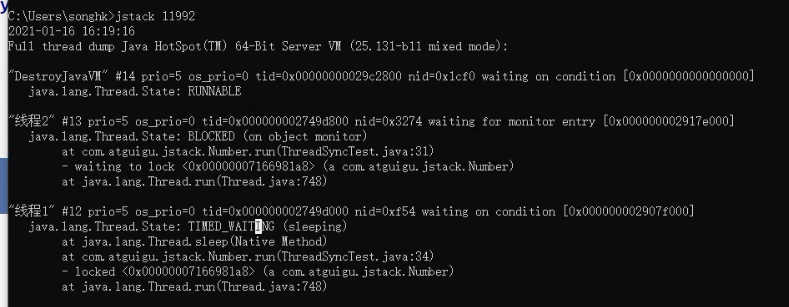 C:\Users\songhk>jstack 11992
2021-01-16 16:19:16
Full thread dump Java HotSpot(TM) 64-Bit Server VM (25.131-b11 mixed mode):
"DestroyJavaVM" #14 prio=5 os_prio=0 tid=0x00000000029c2800 nid=0x1cf0 waiting on condition [0x0000000000000000]
java.lang.Thread.State: RUNNABLE
"线程2" #13 prio=5 os_prio=0 tid=0x000000002749d800 nid=0x3274 waiting for monitor entry [0x000000002917e000]
java.lang.Thread.State: BLOCKED (on object monitor)
at com.atguigu.jstack.Number.run(ThreadSyncTest.java:31)
- waiting to lock <0x00000007166981a8> (a com.atguigu.jstack.Number)
at java.lang.Thread.run(Thread.java:748)
"线程1" #12 prio=5 os_prio=0 tid=0x000000002749d000 nid=0xf54 waiting on condition [0x000000002907f000]
java.lang.Thread.State: TIMED_WAITING (sleeping)
at java.lang.Thread.sleep(Native Method)
at com.atguigu.jstack.Number.run(ThreadSyncTest.java:34)
- locked <0x00000007166981a8> (a com.atguigu.jstack.Number)
at java.lang.Thread.run(Thread.java:748)